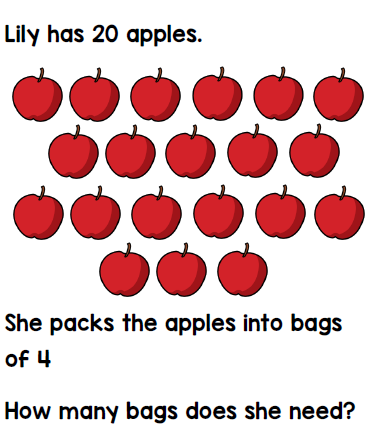 Lily has 20 apples.
She packs the apples into bags
of 4
How many bags does she need?